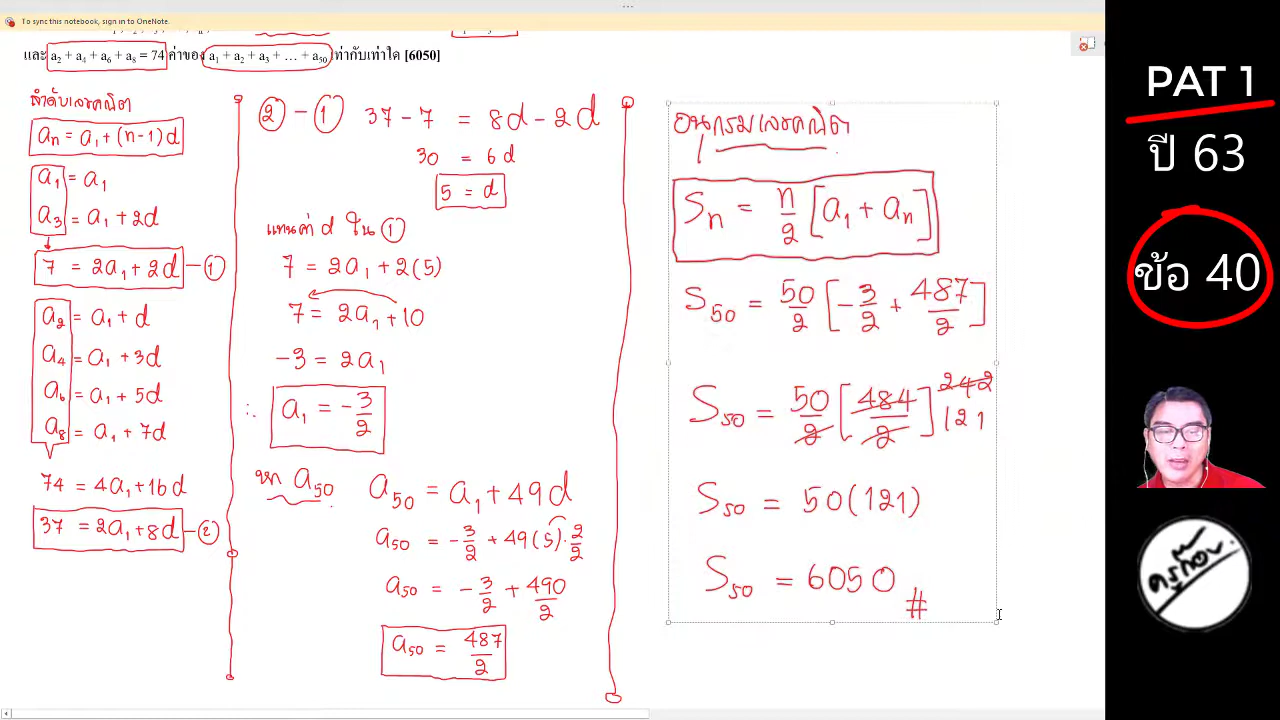 To sync this notebook, sign in to OneNote.
และ a₂ + a₄ + a₆ + a₈ = 74 ค่าของ a₁ + a₂ + a₃ + … + a₅₀ เท่ากับเท่าใด [6050]
ลำดับเลขคณิต
aₙ = a₁ + (n-1)d
a₁ = a₁
a₃ = a₁ + 2d
7 = 2a₁ + 2d — ①
a₂ = a₁ + d
a₄ = a₁ + 3d
a₆ = a₁ + 5d
a₈ = a₁ + 7d
74 = 4a₁ + 16d
37 = 2a₁ + 8d — ②
② - ① 37 - 7 = 8d - 2d
30 = 6d
5 = d
แทนค่า d ใน ①
7 = 2a₁ + 2(5)
7 = 2a₁ + 10
-3 = 2a₁
∴ a₁ = -3/2
หา a₅₀ a₅₀ = a₁ + 49d
a₅₀ = -3/2 + 49(5)·2/2
a₅₀ = -3/2 + 490/2
a₅₀ = 487/2
อนุกรมเลขคณิต
Sₙ = n/2 [a₁ + aₙ]
S₅₀ = 50/2 [-3/2 + 487/2]
S₅₀ = 50/2 [484/2] 242
121
S₅₀ = 50(121)
S₅₀ = 6050 #
PAT 1
ปี 63
ข้อ 40